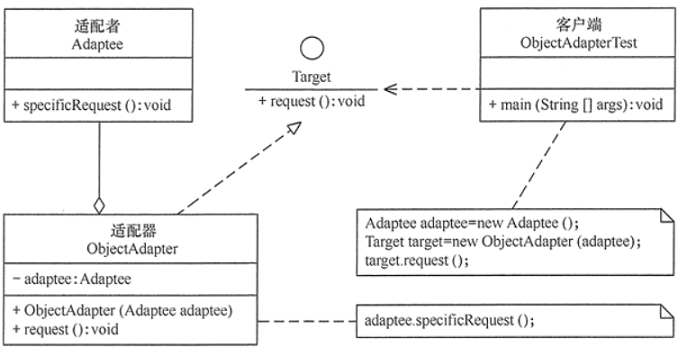 适配者
Adaptee
+ specificRequest ():void
Target
+ request ():void
客户端
ObjectAdapterTest
+ main (String [] args):void
适配器
ObjectAdapter
- adaptee:Adaptee
+ ObjectAdapter (Adaptee adaptee)
+ request ():void
Adaptee adaptee=new Adaptee ();
Target target=new ObjectAdapter (adaptee);
target.request ();
adaptee.specificRequest ();